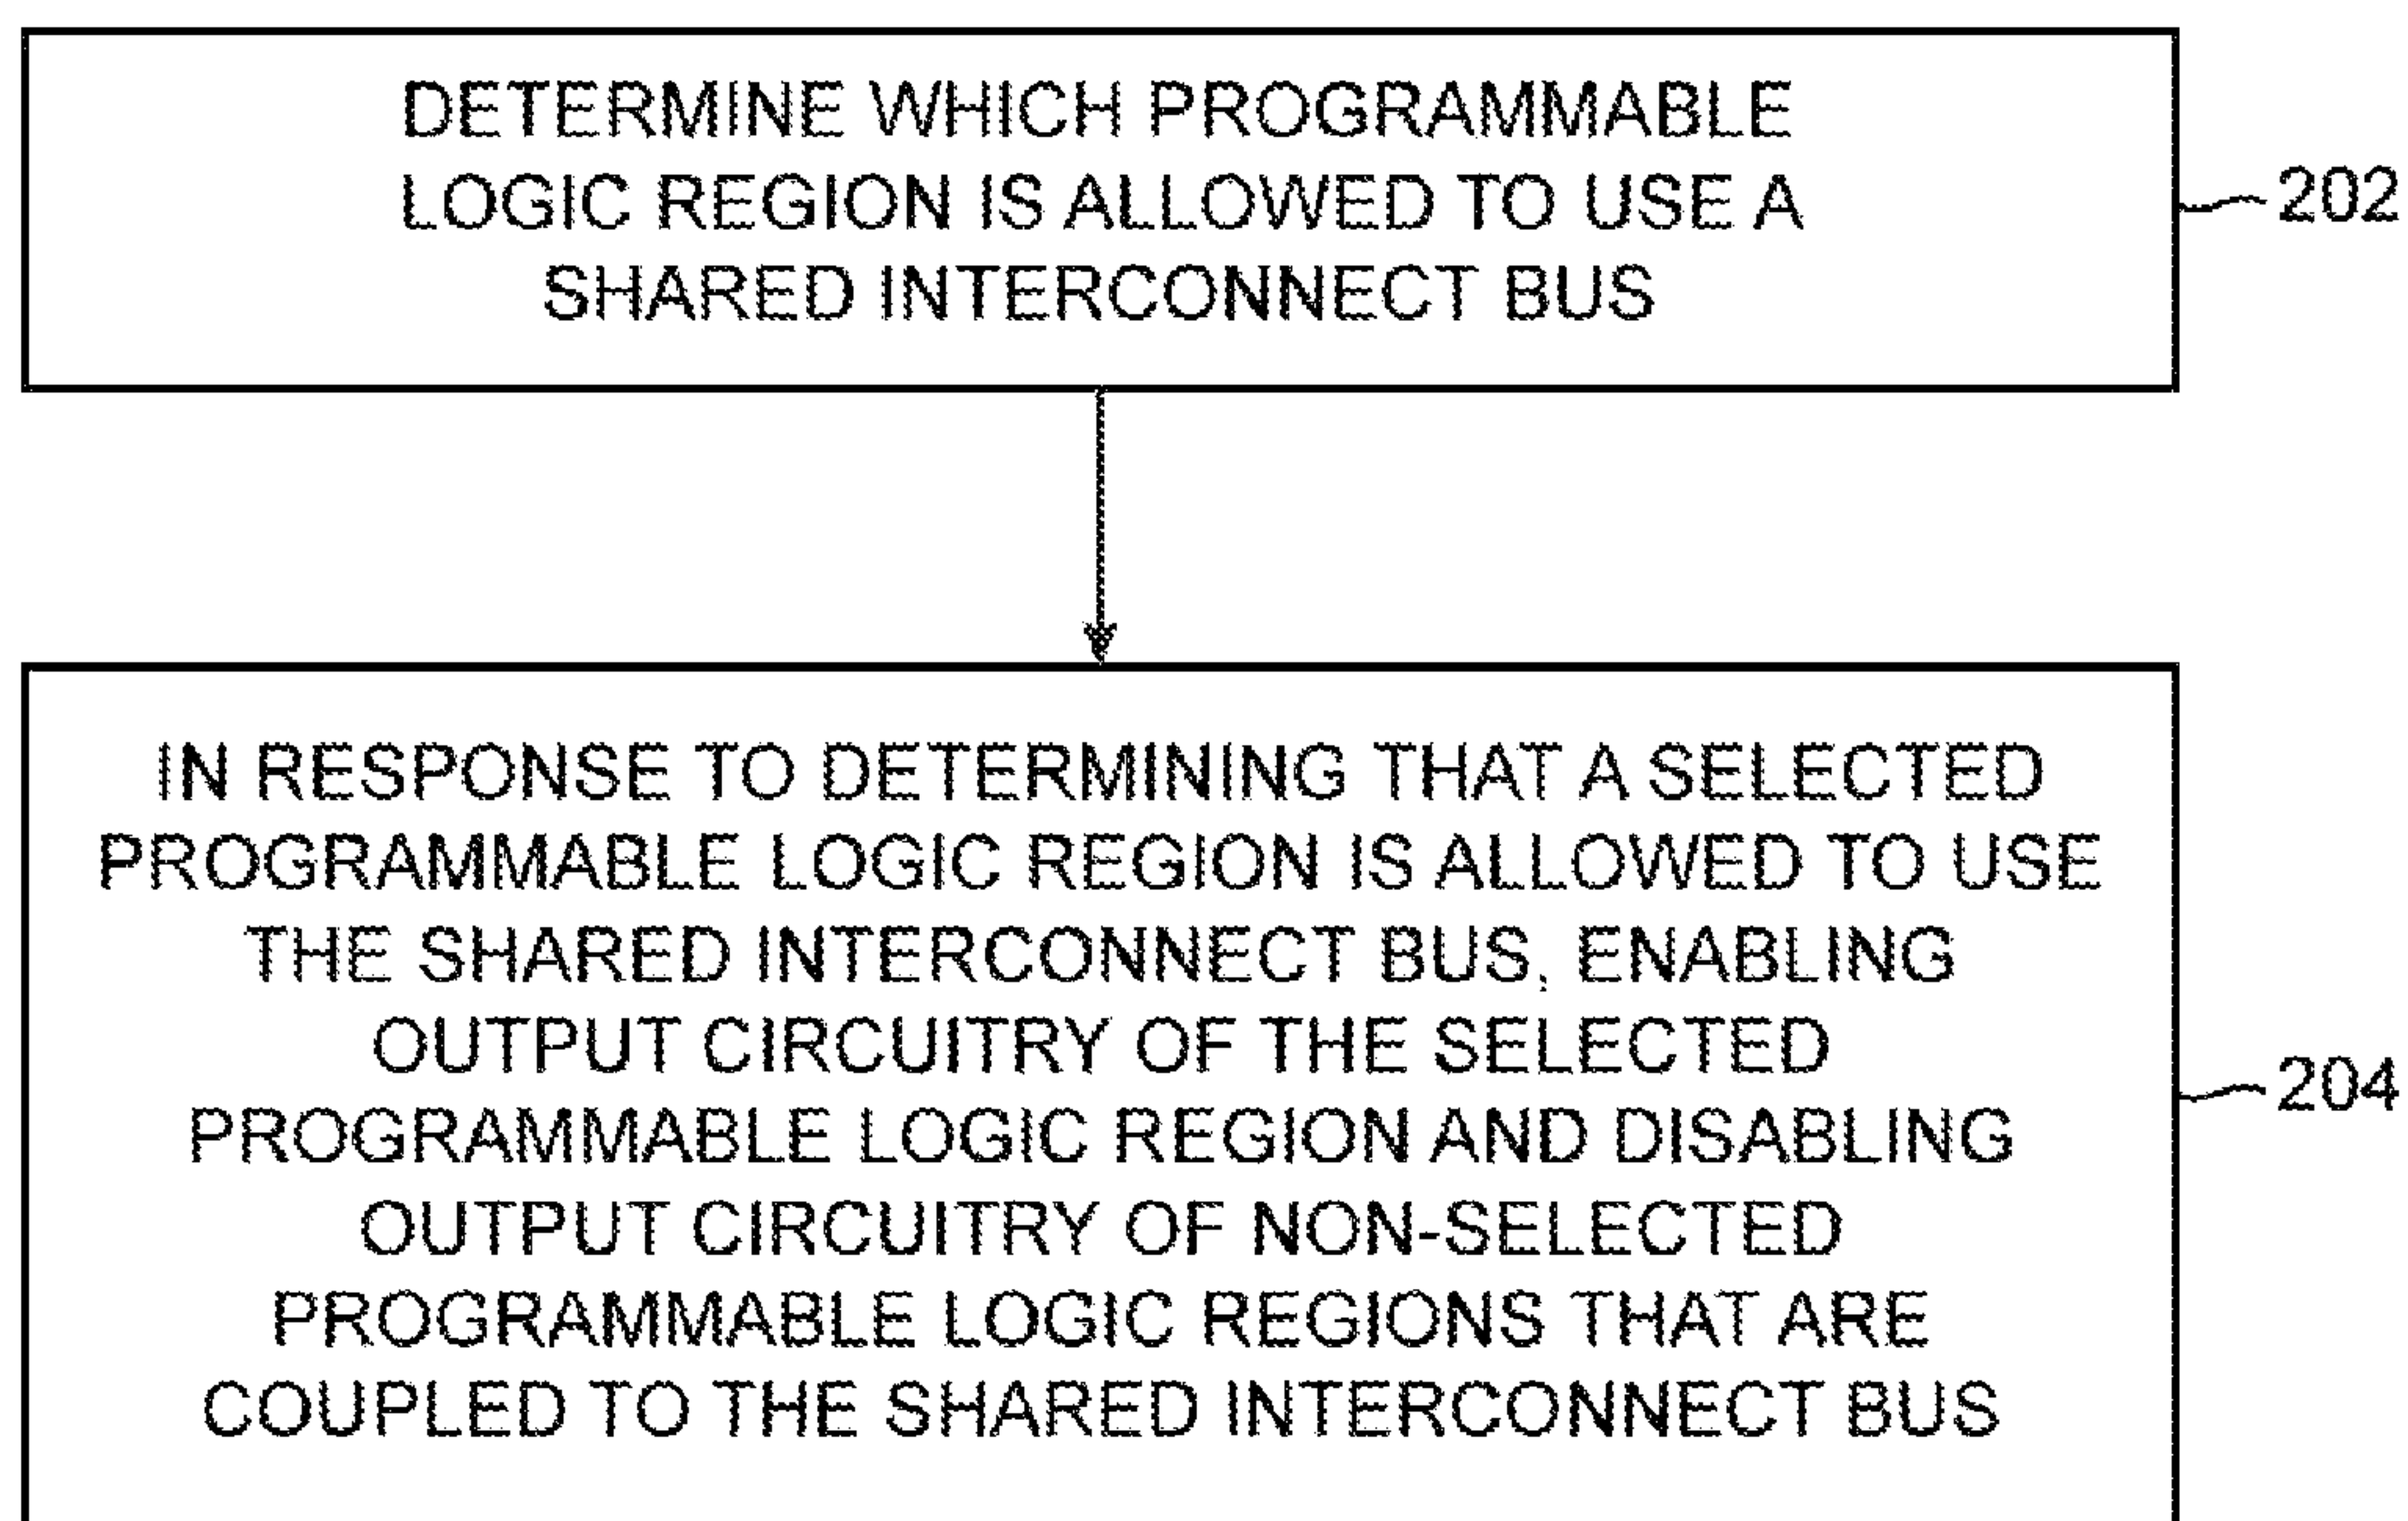 DETERMINE WHICH PROGRAMMABLE
LOGIC REGION IS ALLOWED TO USE A
SHARED INTERCONNECT BUS
202
IN RESPONSE TO DETERMINING THAT A SELECTED
PROGRAMMABLE LOGIC REGION IS ALLOWED TO USE
THE SHARED INTERCONNECT BUS, ENABLING
OUTPUT CIRCUITRY OF THE SELECTED
PROGRAMMABLE LOGIC REGION AND DISABLING
OUTPUT CIRCUITRY OF NON-SELECTED
PROGRAMMABLE LOGIC REGIONS THAT ARE
COUPLED TO THE SHARED INTERCONNECT BUS
204